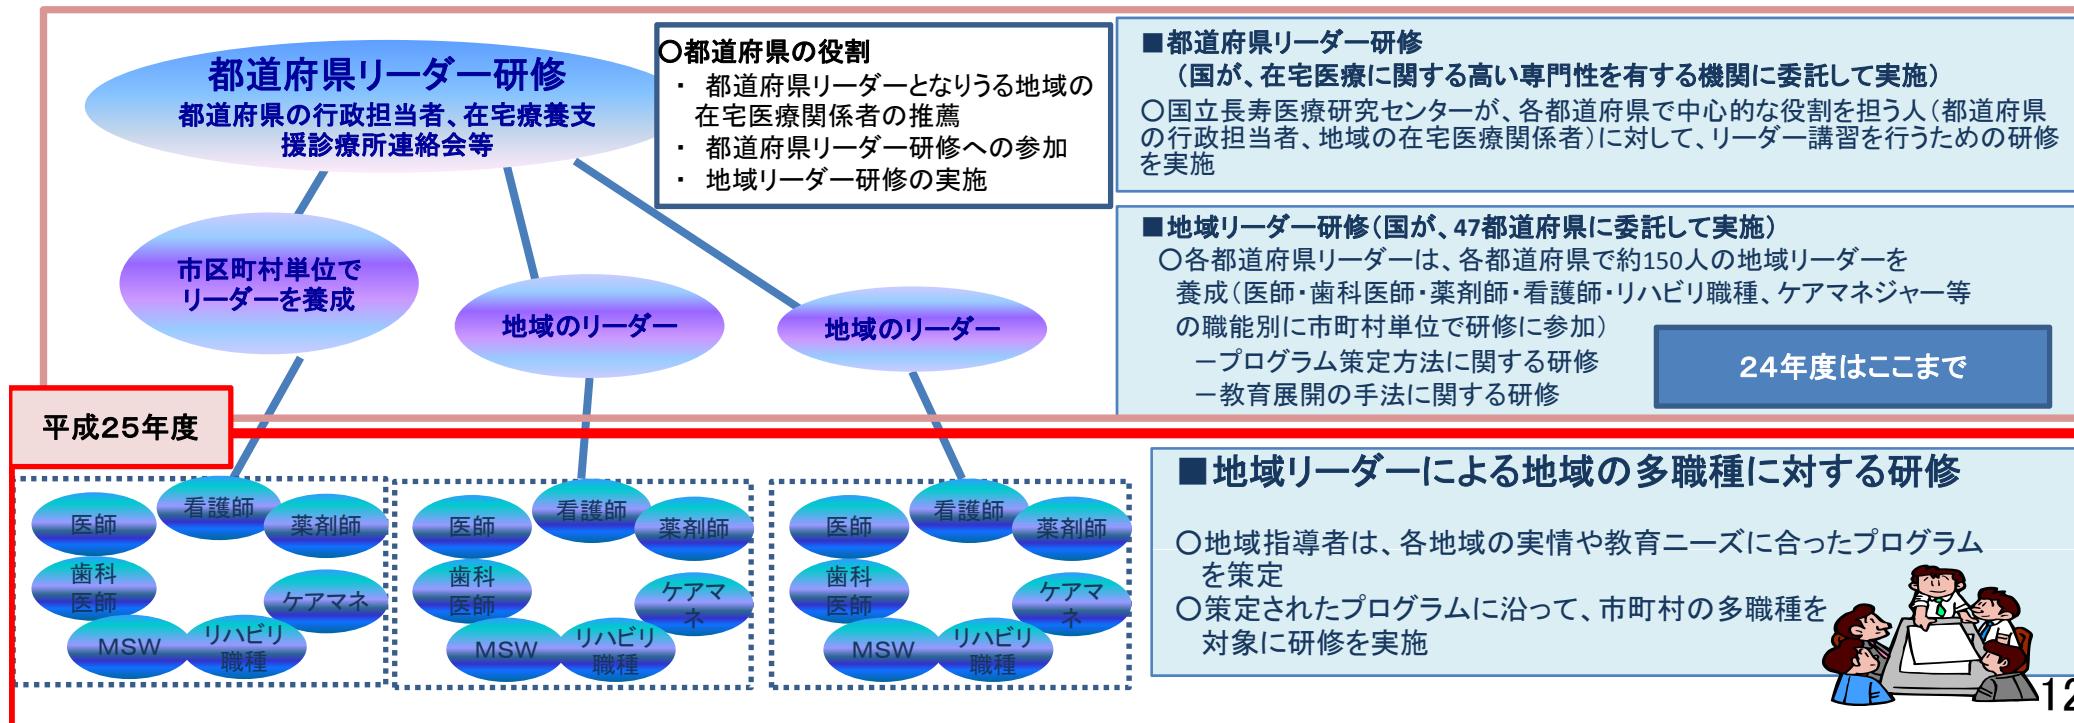 都道府県リーダー研修
都道府県の行政担当者、在宅療養支
援診療所連絡会等
〇都道府県の役割
・ 都道府県リーダーとなりうる地域の
在宅医療関係者の推薦
・ 都道府県リーダー研修への参加
・ 地域リーダー研修の実施
■都道府県リーダー研修
（国が、在宅医療に関する高い専門性を有する機関に委託して実施）
〇国立長寿医療研究センターが、各都道府県で中心的な役割を担う人（都道府県
の行政担当者、地域の在宅医療関係者）に対して、リーダー講習を行うための研修
を実施
市区町村単位で
リーダーを養成
地域のリーダー
地域のリーダー
■地域リーダー研修（国が、47都道府県に委託して実施）
〇各都道府県リーダーは、各都道府県で約150人の地域リーダーを
養成（医師・歯科医師・薬剤師・看護師・リハビリ職種、ケアマネジャー等
の職能別に市町村単位で研修に参加）
－プログラム策定方法に関する研修
－教育展開の手法に関する研修
２４年度はここまで
平成２５年度
医師
看護師
薬剤師
歯科
医師
ケアマネ
MSW
リハビリ
職種
医師
看護師
薬剤師
歯科
医師
ケアマ
ネ
MSW
リハビリ
職種
医師
看護師
薬剤師
歯科
医師
ケアマ
ネ
MSW
リハビリ
職種
■地域リーダーによる地域の多職種に対する研修
〇地域指導者は、各地域の実情や教育ニーズに合ったプログラム
を策定
〇策定されたプログラムに沿って、市町村の多職種を
対象に研修を実施
12